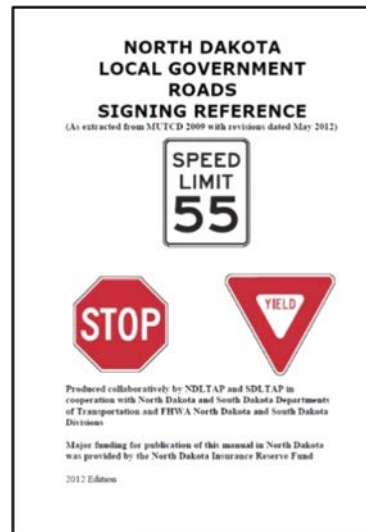 NORTH DAKOTA
LOCAL GOVERNMENT
ROADS
SIGNING REFERENCE
(As extracted from MUTCD 2009 with revisions dated May 2012)
SPEED
LIMIT
55
STOP
YIELD
Produced collaboratively by NDLTAP and SDLTAP in
cooperation with North Dakota and South Dakota Departments
of Transportation and FHWA North Dakota and South Dakota
Divisions
Major funding for publication of this manual in North Dakota
was provided by the North Dakota Insurance Reserve Fund
2012 Edition